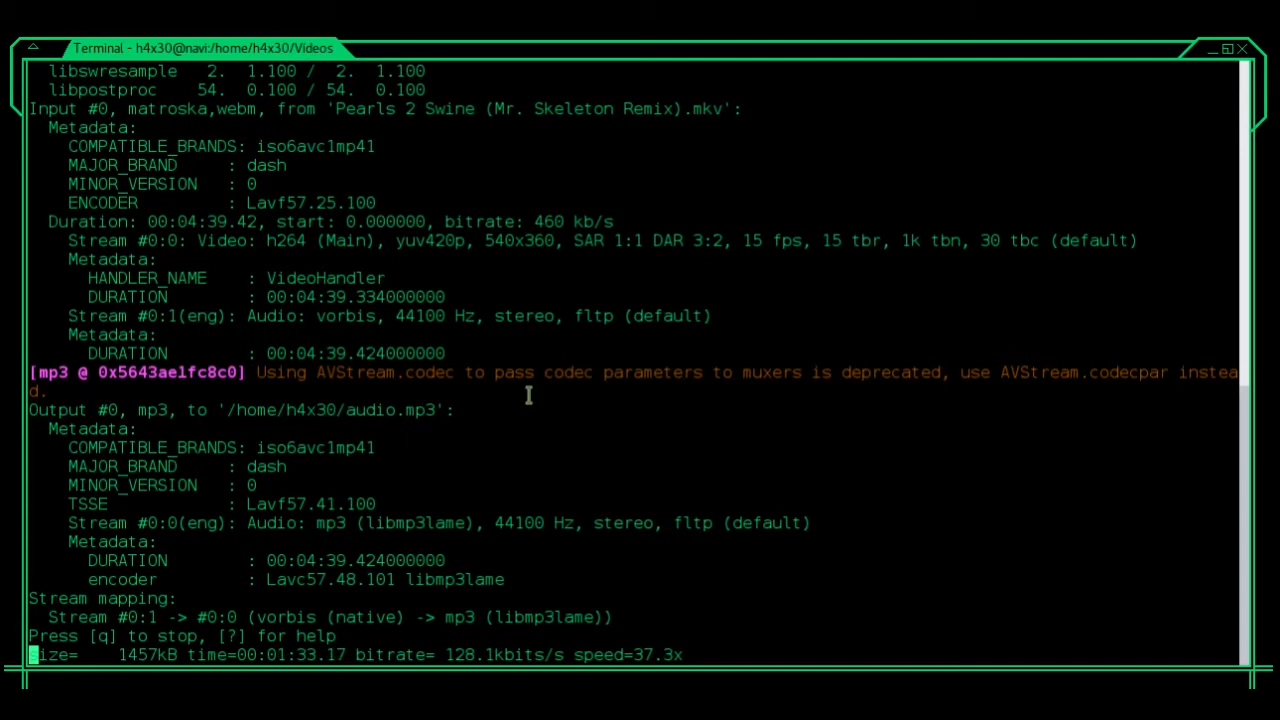 Terminal - h4x30@navi:/home/h4x30/Videos
libswresample   2.  1.100 /  2.  1.100
libpostproc    54.  0.100 / 54.  0.100
Input #0, matroska,webm, from 'Pearls 2 Swine (Mr. Skeleton Remix).mkv':
Metadata:
COMPATIBLE_BRANDS: iso6avc1mp41
MAJOR_BRAND     : dash
MINOR_VERSION   : 0
ENCODER         : Lavf57.25.100
Duration: 00:04:39.42, start: 0.000000, bitrate: 460 kb/s
Stream #0:0: Video: h264 (Main), yuv420p, 540x360, SAR 1:1 DAR 3:2, 15 fps, 15 tbr, 1k tbn, 30 tbc (default)
Metadata:
HANDLER_NAME    : VideoHandler
DURATION        : 00:04:39.334000000
Stream #0:1(eng): Audio: vorbis, 44100 Hz, stereo, fltp (default)
Metadata:
DURATION        : 00:04:39.424000000
[mp3 @ 0x5643ae1fc8c0] Using AVStream.codec to pass codec parameters to muxers is deprecated, use AVStream.codecpar instea
d.
Output #0, mp3, to '/home/h4x30/audio.mp3':
Metadata:
COMPATIBLE_BRANDS: iso6avc1mp41
MAJOR_BRAND     : dash
MINOR_VERSION   : 0
TSSE            : Lavf57.41.100
Stream #0:0(eng): Audio: mp3 (libmp3lame), 44100 Hz, stereo, fltp (default)
Metadata:
DURATION        : 00:04:39.424000000
encoder         : Lavc57.48.101 libmp3lame
Stream mapping:
Stream #0:1 -> #0:0 (vorbis (native) -> mp3 (libmp3lame))
Press [q] to stop, [?] for help
size=    1457kB time=00:01:33.17 bitrate= 128.1kbits/s speed=37.3x